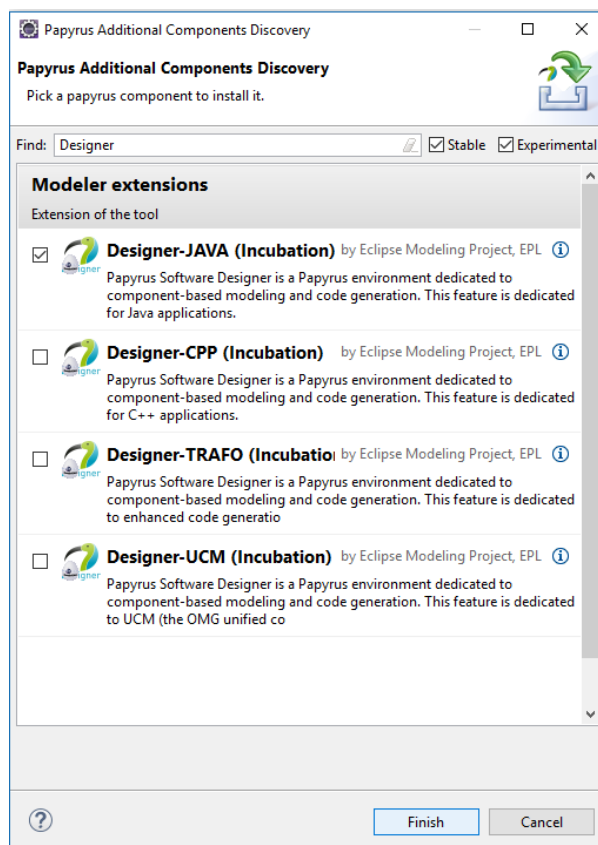 Papyrus Additional Components Discovery
Papyrus Additional Components Discovery
Pick a papyrus component to install it.
Find: Designer Stable Experimental
Modeler extensions
Extension of the tool
Designer-JAVA (Incubation) by Eclipse Modeling Project, EPL
Papyrus Software Designer is a Papyrus environment dedicated to
component-based modeling and code generation. This feature is dedicated
for Java applications.
Designer-CPP (Incubation) by Eclipse Modeling Project, EPL
Papyrus Software Designer is a Papyrus environment dedicated to
component-based modeling and code generation. This feature is dedicated
for C++ applications.
Designer-TRAFO (Incubatio by Eclipse Modeling Project, EPL
Papyrus Software Designer is a Papyrus environment dedicated to
component-based modeling and code generation. This feature is dedicated
to enhanced code generatio
Designer-UCM (Incubation) by Eclipse Modeling Project, EPL
Papyrus Software Designer is a Papyrus environment dedicated to
component-based modeling and code generation. This feature is dedicated
to UCM (the OMG unified co
Finish Cancel